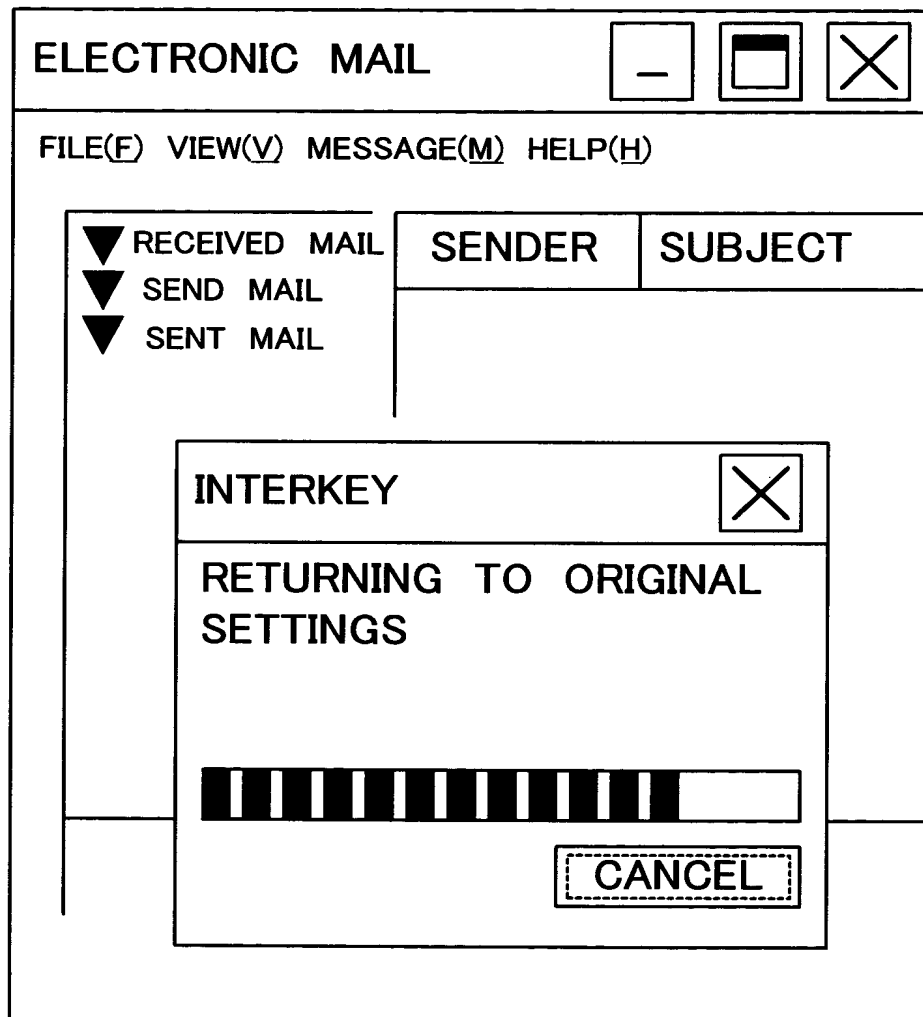 ELECTRONIC MAIL
FILE(F) VIEW(V) MESSAGE(M) HELP(H)
RECEIVED MAIL
SEND MAIL
SENT MAIL
SENDER SUBJECT
INTERKEY
RETURNING TO ORIGINAL
SETTINGS
CANCEL